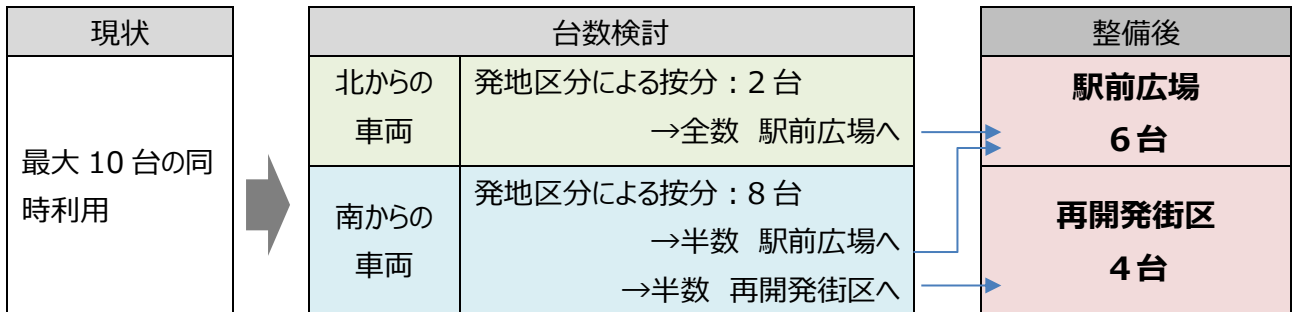 現状
最大 10 台の同
時利用
台数検討
北からの
車両
発地区分による按分：2 台
→全数 駅前広場へ
南からの
車両
発地区分による按分：8 台
→半数 駅前広場へ
→半数 再開発街区へ
整備後
駅前広場
6台
再開発街区
4台